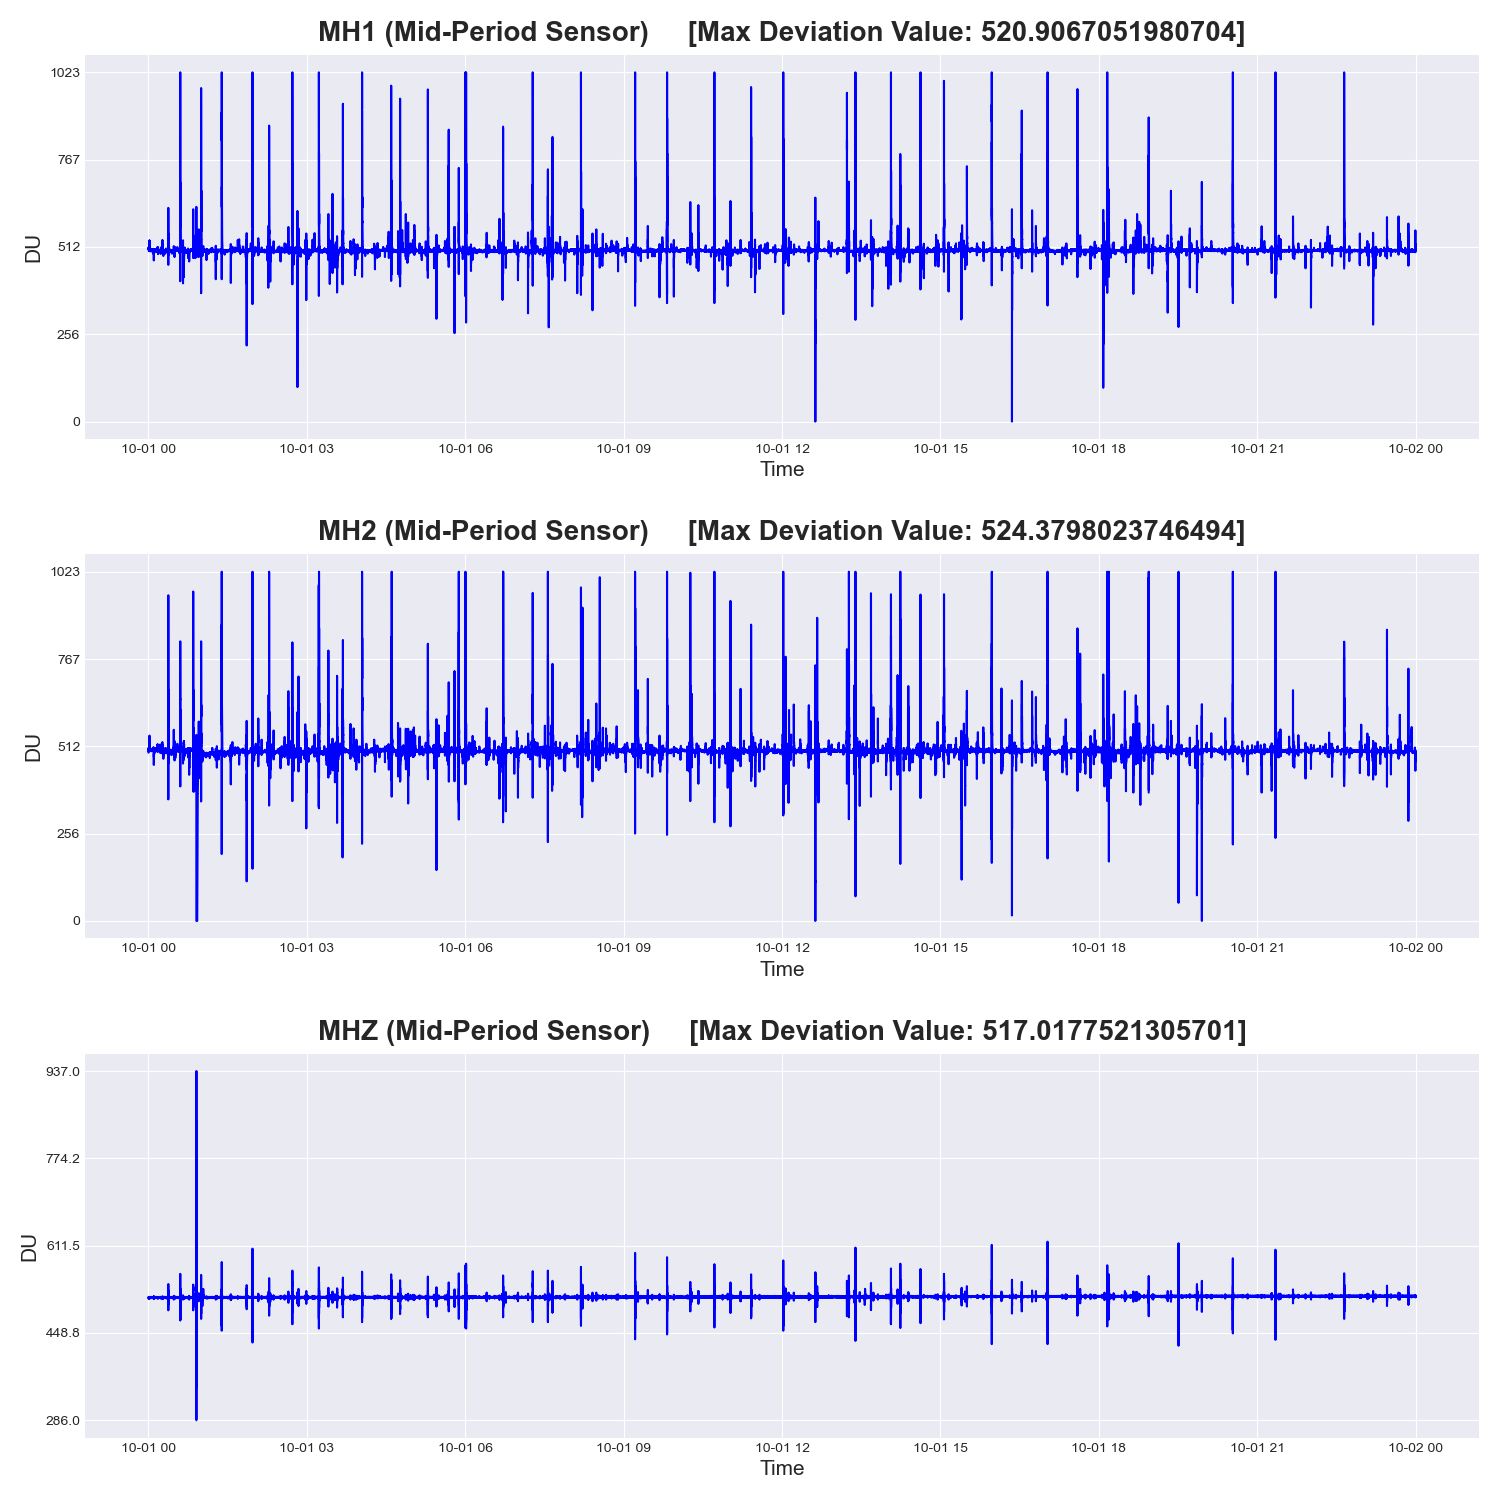 MH1 (Mid-Period Sensor) [Max Deviation Value: 520.9067051980704]
1023
767
512
256
0
DU
10-01 00 10-01 03 10-01 06 10-01 09 10-01 12 10-01 15 10-01 18 10-01 21 10-02 00
Time
MH2 (Mid-Period Sensor) [Max Deviation Value: 524.3798023746494]
1023
767
512
256
0
DU
10-01 00 10-01 03 10-01 06 10-01 09 10-01 12 10-01 15 10-01 18 10-01 21 10-02 00
Time
MHZ (Mid-Period Sensor) [Max Deviation Value: 517.0177521305701]
937.0
774.2
611.5
448.8
286.0
DU
10-01 00 10-01 03 10-01 06 10-01 09 10-01 12 10-01 15 10-01 18 10-01 21 10-02 00
Time